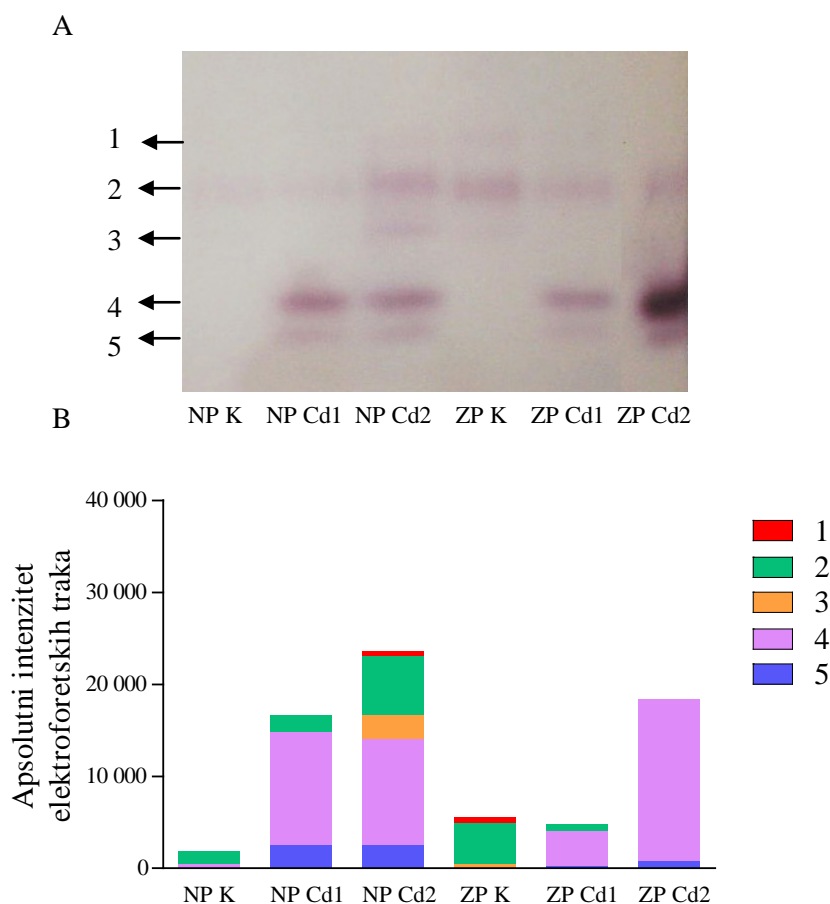 A
1
2
3
4
5
NP K NP Cd1 NP Cd2 ZP K ZP Cd1 ZP Cd2
B
Apsolutni intenzitet
elektroforetskih traka
40 000
30 000
20 000
10 000
0
NP K NP Cd1 NP Cd2 ZP K ZP Cd1 ZP Cd2
1
2
3
4
5